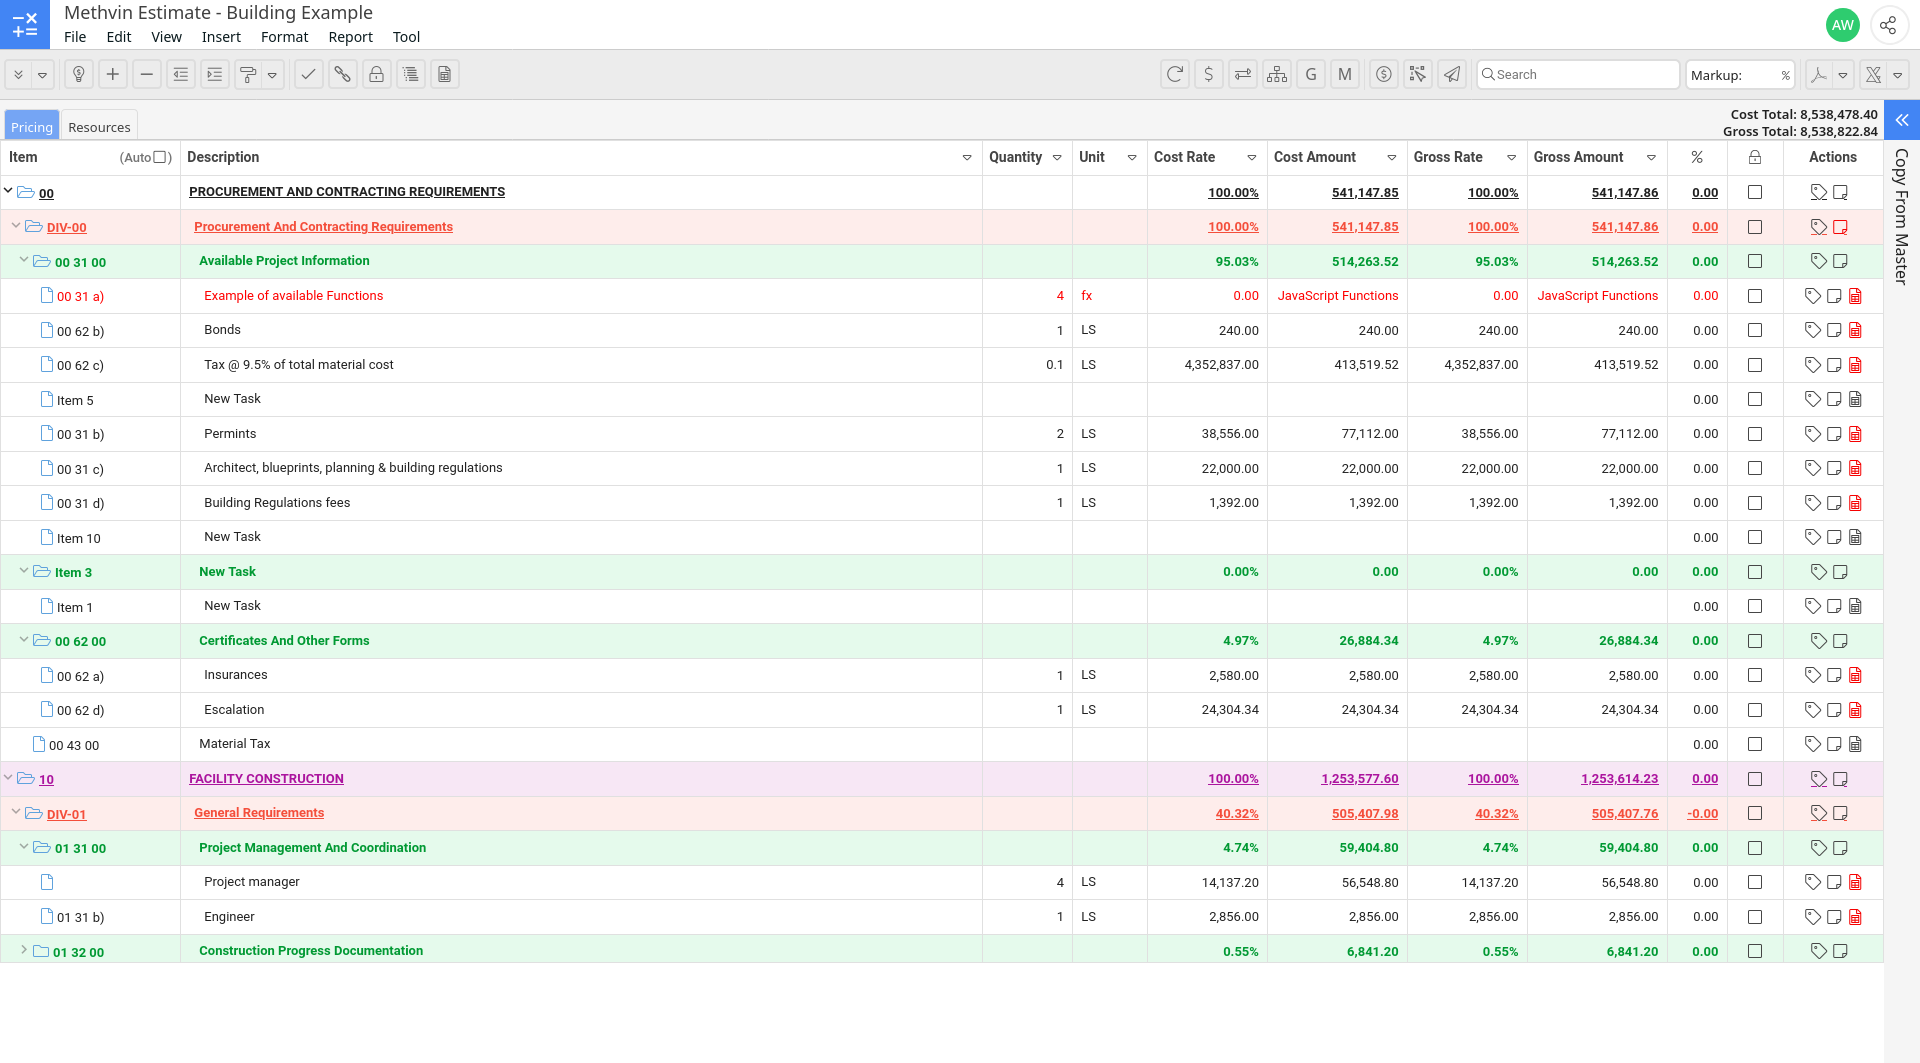 Methvin Estimate - Building Example
File Edit View Insert Format Report Tool
AW
$ G M $ Search Markup: %
Pricing Resources
Cost Total: 8,538,478.40
Gross Total: 8,538,822.84
Item (Auto ) Description Quantity Unit Cost Rate Cost Amount Gross Rate Gross Amount % Actions
Copy From Master
00 PROCUREMENT AND CONTRACTING REQUIREMENTS 100.00% 541,147.85 100.00% 541,147.86 0.00
DIV-00 Procurement And Contracting Requirements 100.00% 541,147.85 100.00% 541,147.86 0.00
00 31 00 Available Project Information 95.03% 514,263.52 95.03% 514,263.52 0.00
00 31 a) Example of available Functions 4 fx 0.00 JavaScript Functions 0.00 JavaScript Functions 0.00
00 62 b) Bonds 1 LS 240.00 240.00 240.00 240.00 0.00
00 62 c) Tax @ 9.5% of total material cost 0.1 LS 4,352,837.00 413,519.52 4,352,837.00 413,519.52 0.00
Item 5 New Task 0.00
00 31 b) Permints 2 LS 38,556.00 77,112.00 38,556.00 77,112.00 0.00
00 31 c) Architect, blueprints, planning & building regulations 1 LS 22,000.00 22,000.00 22,000.00 22,000.00 0.00
00 31 d) Building Regulations fees 1 LS 1,392.00 1,392.00 1,392.00 1,392.00 0.00
Item 10 New Task 0.00
Item 3 New Task 0.00% 0.00 0.00% 0.00 0.00
Item 1 New Task 0.00
00 62 00 Certificates And Other Forms 4.97% 26,884.34 4.97% 26,884.34 0.00
00 62 a) Insurances 1 LS 2,580.00 2,580.00 2,580.00 2,580.00 0.00
00 62 d) Escalation 1 LS 24,304.34 24,304.34 24,304.34 24,304.34 0.00
00 43 00 Material Tax 0.00
10 FACILITY CONSTRUCTION 100.00% 1,253,577.60 100.00% 1,253,614.23 0.00
DIV-01 General Requirements 40.32% 505,407.98 40.32% 505,407.76 -0.00
01 31 00 Project Management And Coordination 4.74% 59,404.80 4.74% 59,404.80 0.00
Project manager 4 LS 14,137.20 56,548.80 14,137.20 56,548.80 0.00
01 31 b) Engineer 1 LS 2,856.00 2,856.00 2,856.00 2,856.00 0.00
01 32 00 Construction Progress Documentation 0.55% 6,841.20 0.55% 6,841.20 0.00